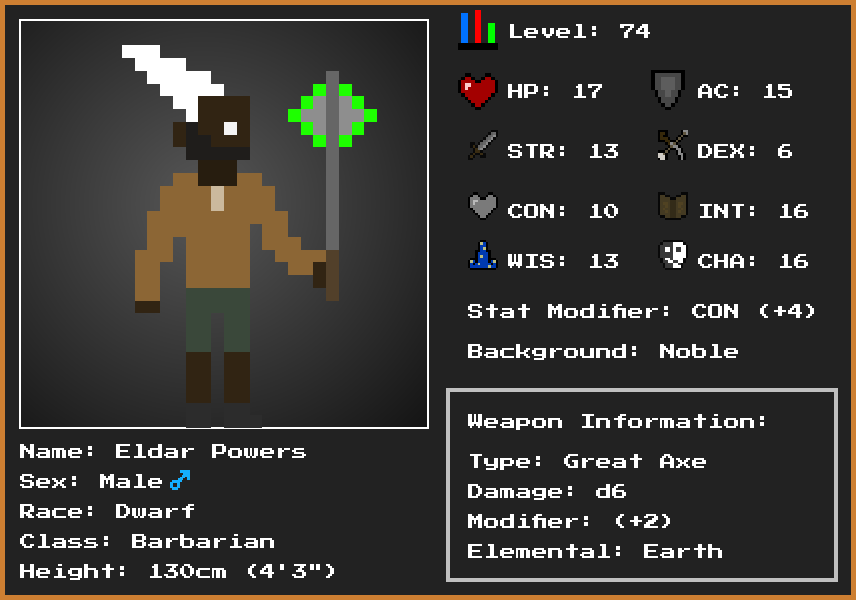 Level: 74
HP: 17 AC: 15
STR: 13 DEX: 6
CON: 10 INT: 16
WIS: 13 CHA: 16
Stat Modifier: CON (+4)
Background: Noble
Weapon Information:
Type: Great Axe
Damage: d6
Modifier: (+2)
Elemental: Earth
Name: Eldar Powers
Sex: Male ♂
Race: Dwarf
Class: Barbarian
Height: 130cm (4'3")